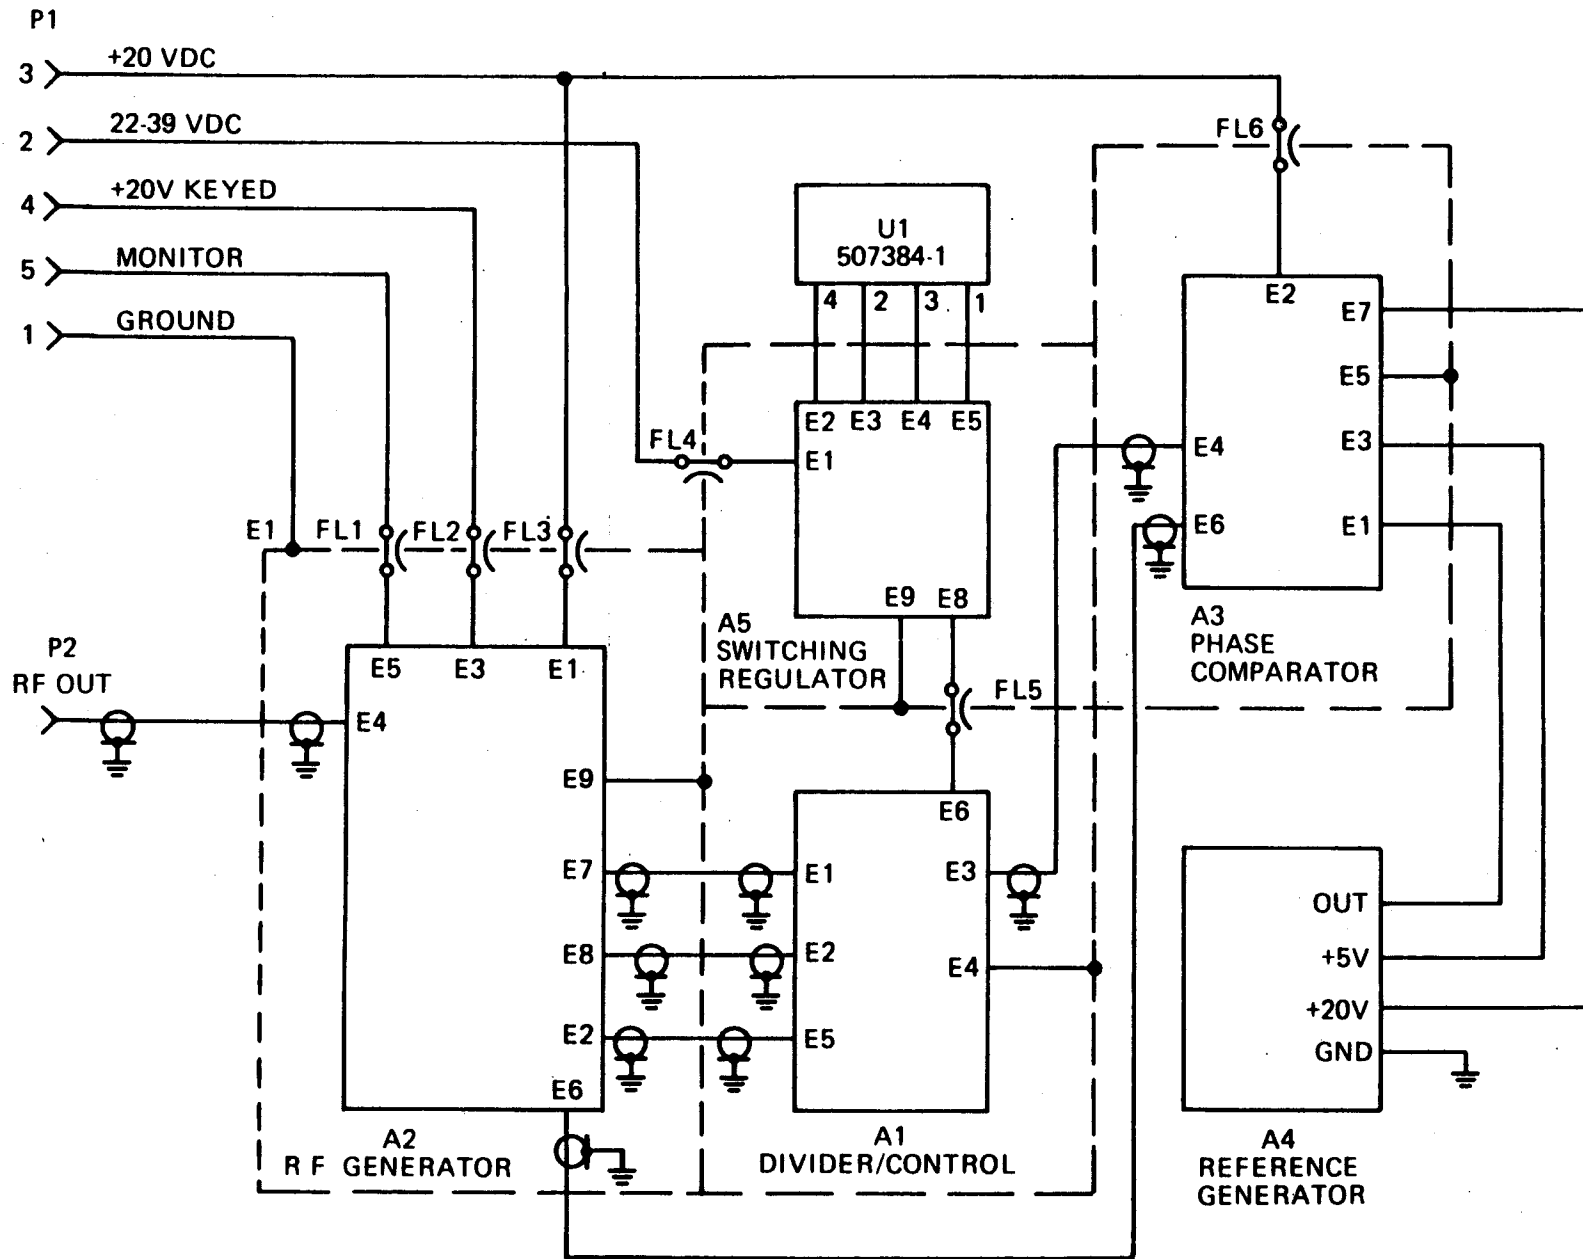 P1
3 +20 VDC
2 22-39 VDC
4 +20V KEYED
5 MONITOR
1 GROUND
FL6
U1
507384-1
4 2 3 1
E2
E7
E5
E3
E1
E4
E6
A3
PHASE
COMPARATOR
E2 E3 E4 E5
FL4
E1
E9 E8
A5
SWITCHING
REGULATOR
FL5
E1 FL1 FL2 FL3
P2
RF OUT
E5 E3 E1
E4
E9
E7
E8
E2
E6
A2
RF GENERATOR
E6
E1
E2
E5
E3
E4
A1
DIVIDER/CONTROL
OUT
+5V
+20V
GND
A4
REFERENCE
GENERATOR